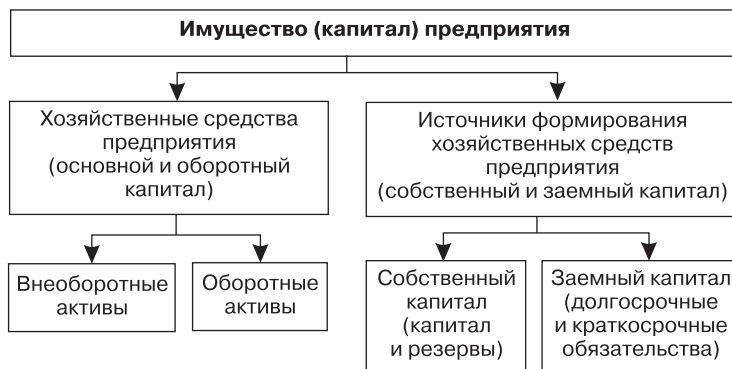 Имущество (капитал) предприятия
Хозяйственные средства
предприятия
(основной и оборотный
капитал)
Источники формирования
хозяйственных средств
предприятия
(собственный и заемный капитал)
Внеоборотные
активы
Оборотные
активы
Собственный
капитал
(капитал
и резервы)
Заемный капитал
(долгосрочные
и краткосрочные
обязательства)